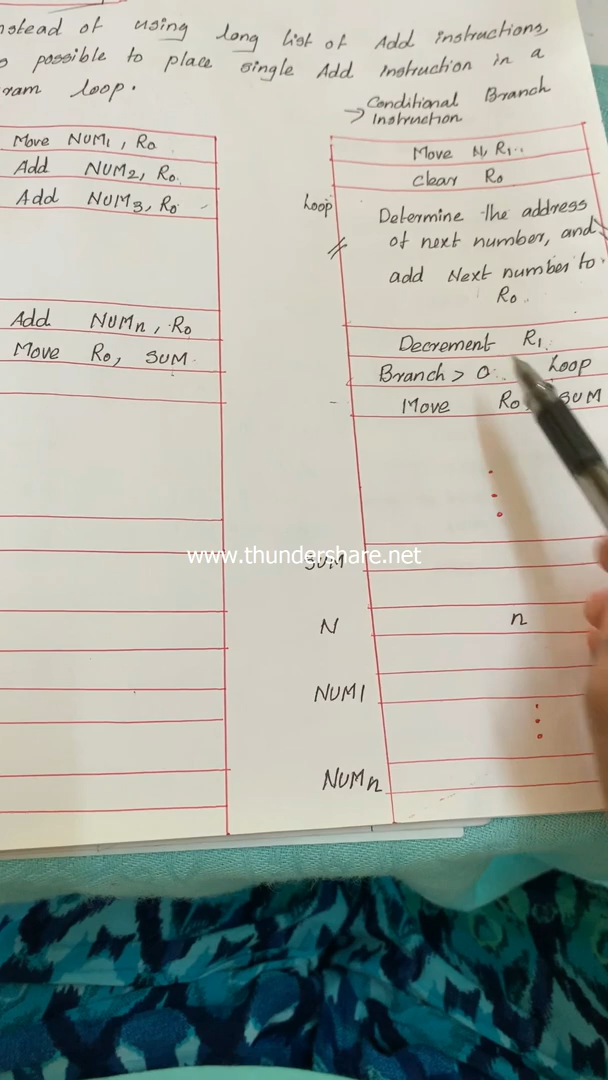 using long list of Add instructions,
possible to place single Add Instruction in a
loop.
→ Conditional Branch
Instruction
Move NUM1, R0
Add NUM2, R0
Add NUM3, R0
Add NUMn, R0
Move R0, SUM
Move N, R1
Clear R0
Loop
Determine the address
of next number, and
add Next number to
R0
Decrement R1
Branch > 0 Loop
Move R0, SUM
www.thundershare.net
SUM
N n
NUM1
NUMn